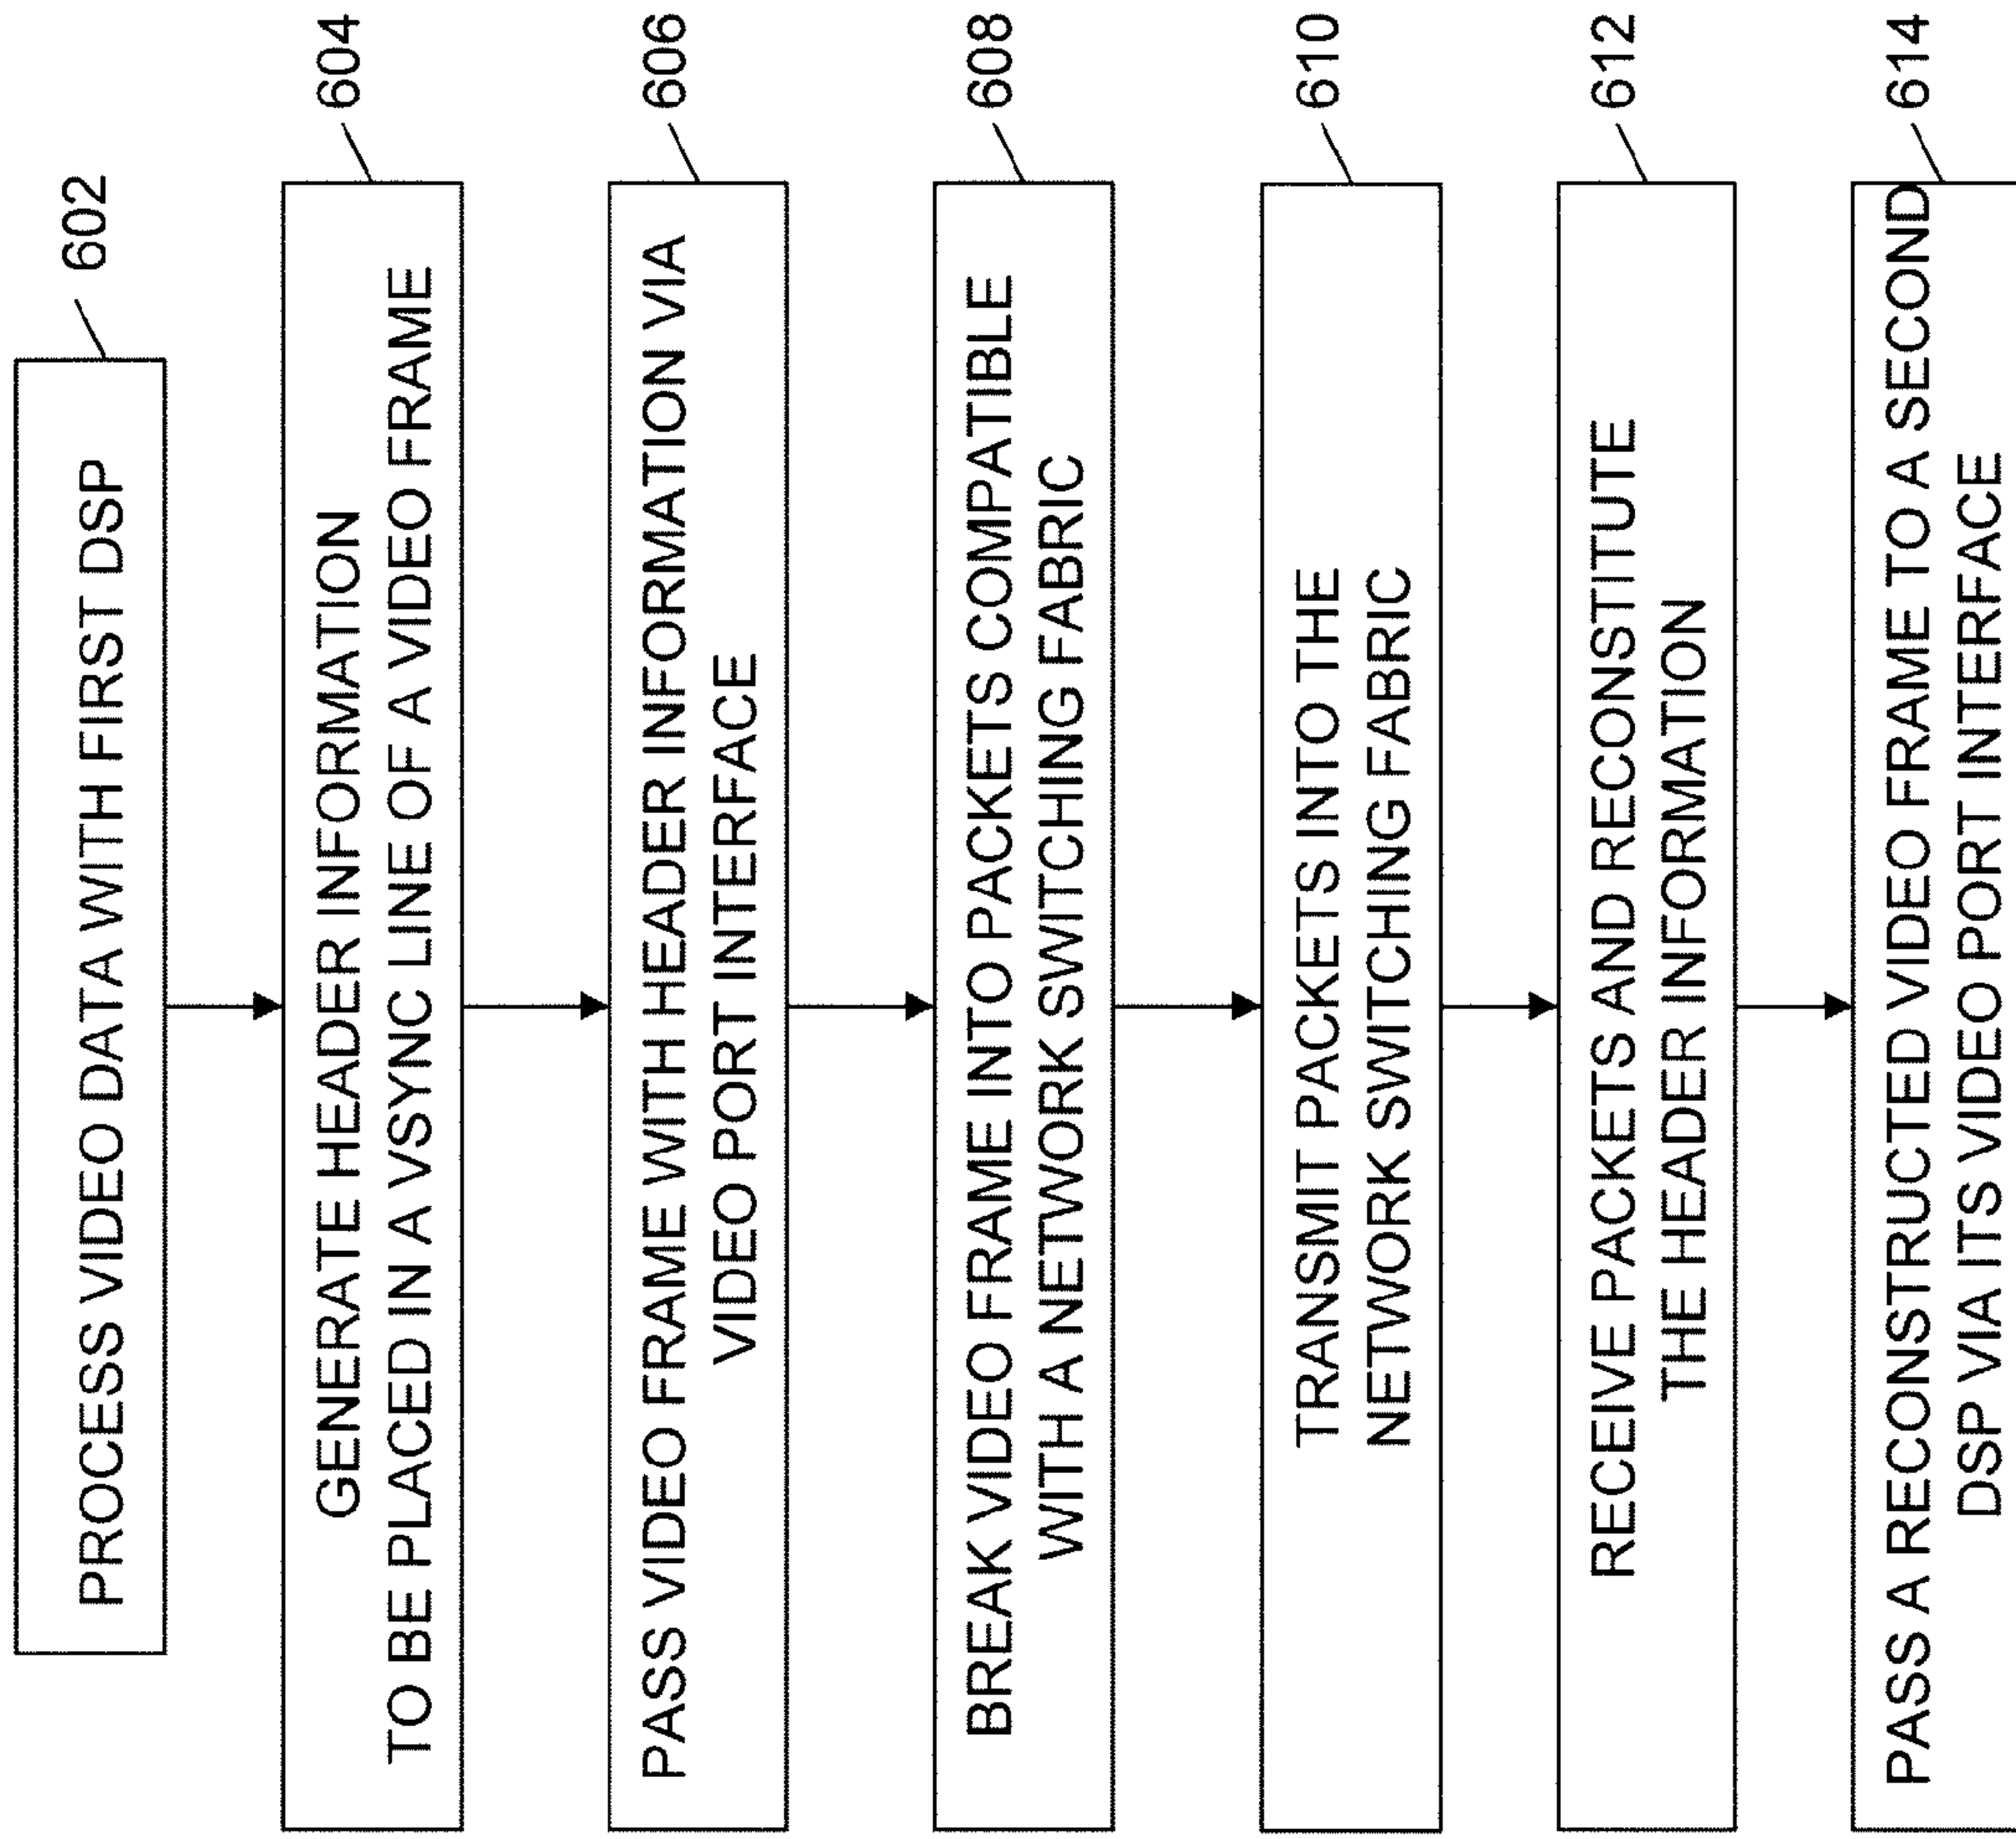 602
PROCESS VIDEO DATA WITH FIRST DSP
604
GENERATE HEADER INFORMATION
TO BE PLACED IN A VSYNC LINE OF A VIDEO FRAME
606
PASS VIDEO FRAME WITH HEADER INFORMATION VIA
VIDEO PORT INTERFACE
608
BREAK VIDEO FRAME INTO PACKETS COMPATIBLE
WITH A NETWORK SWITCHING FABRIC
610
TRANSMIT PACKETS INTO THE
NETWORK SWITCHING FABRIC
612
RECEIVE PACKETS AND RECONSTITUTE
THE HEADER INFORMATION
614
PASS A RECONSTRUCTED VIDEO FRAME TO A SECOND
DSP VIA ITS VIDEO PORT INTERFACE